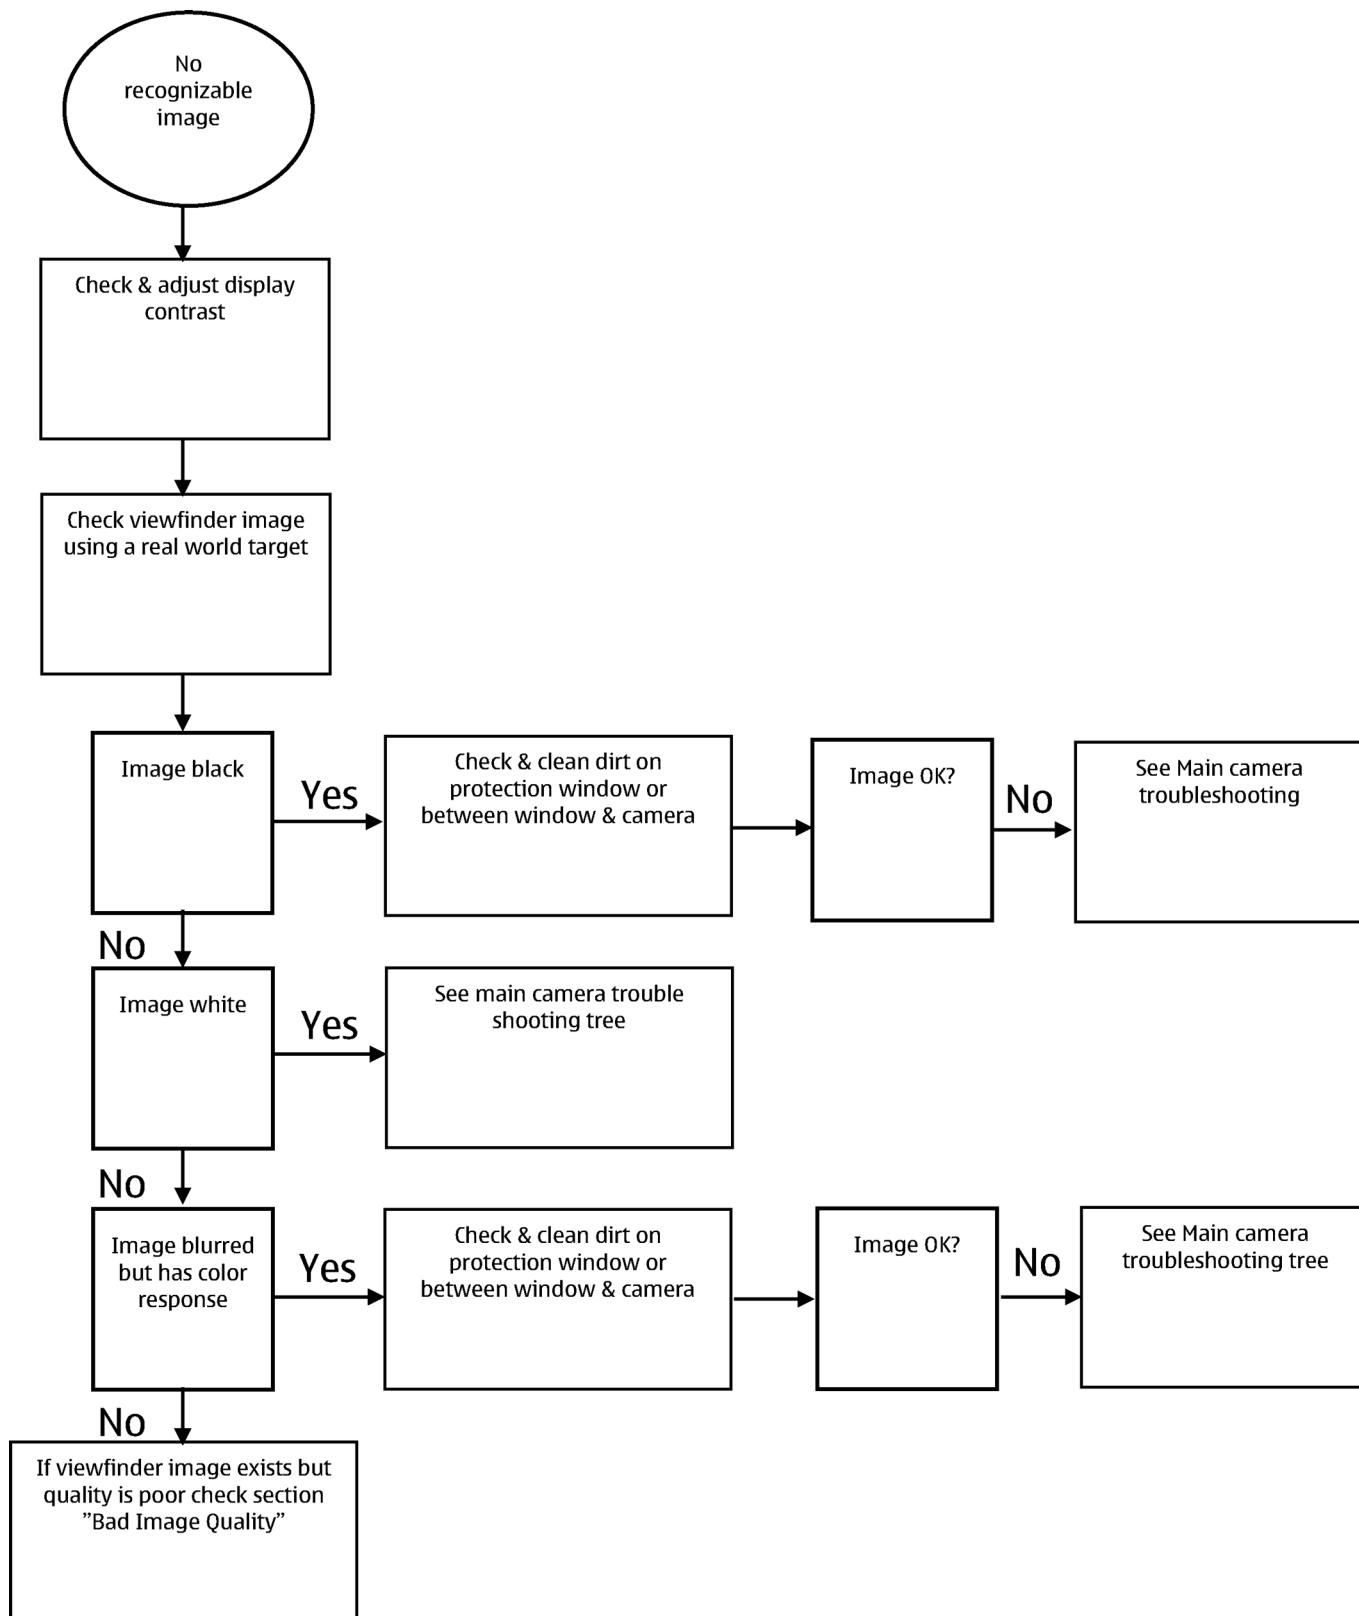 No
recognizable
image
Check & adjust display
contrast
Check viewfinder image
using a real world target
Image black
Yes
Check & clean dirt on
protection window or
between window & camera
Image OK?
No
See Main camera
troubleshooting
No
Image white
Yes
See main camera trouble
shooting tree
No
Image blurred
but has color
response
Yes
Check & clean dirt on
protection window or
between window & camera
Image OK?
No
See Main camera
troubleshooting tree
No
If viewfinder image exists but
quality is poor check section
”Bad Image Quality”